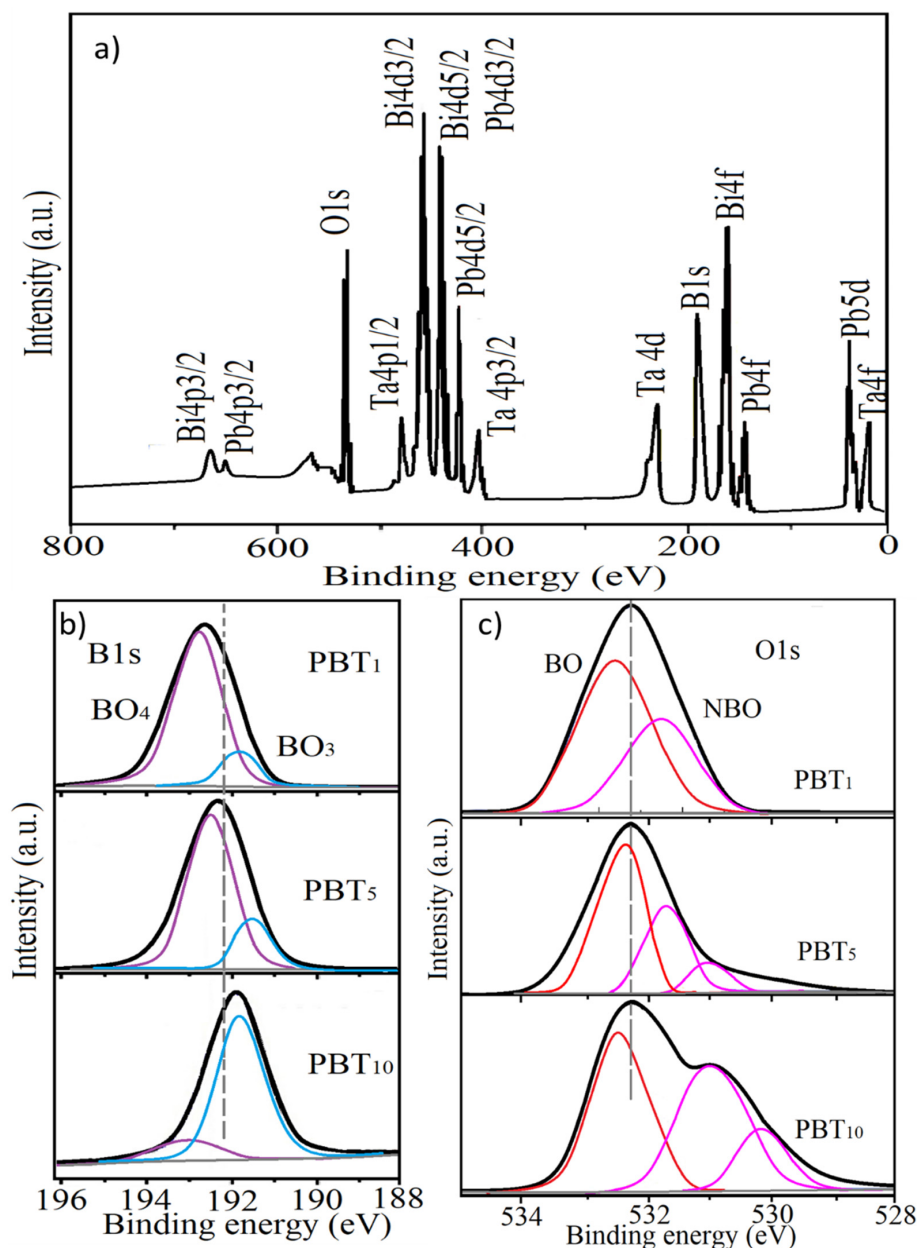 a)
Intensity (a.u.)
Bi4p3/2
Pb4p3/2
O1s
Ta4p1/2
Bi4d3/2
Bi4d5/2
Pb4d3/2
Pb4d5/2
Ta 4p3/2
Ta 4d
B1s
Bi4f
Pb4f
Pb5d
Ta4f
800 600 400 200 0
Binding energy (eV)
b)
B1s
PBT1
BO4
BO3
PBT5
PBT10
Intensity (a.u.)
196 194 192 190 188
Binding energy (eV)
c)
O1s
BO
NBO
PBT1
PBT5
PBT10
Intensity (a.u.)
534 532 530 528
Binding energy (eV)